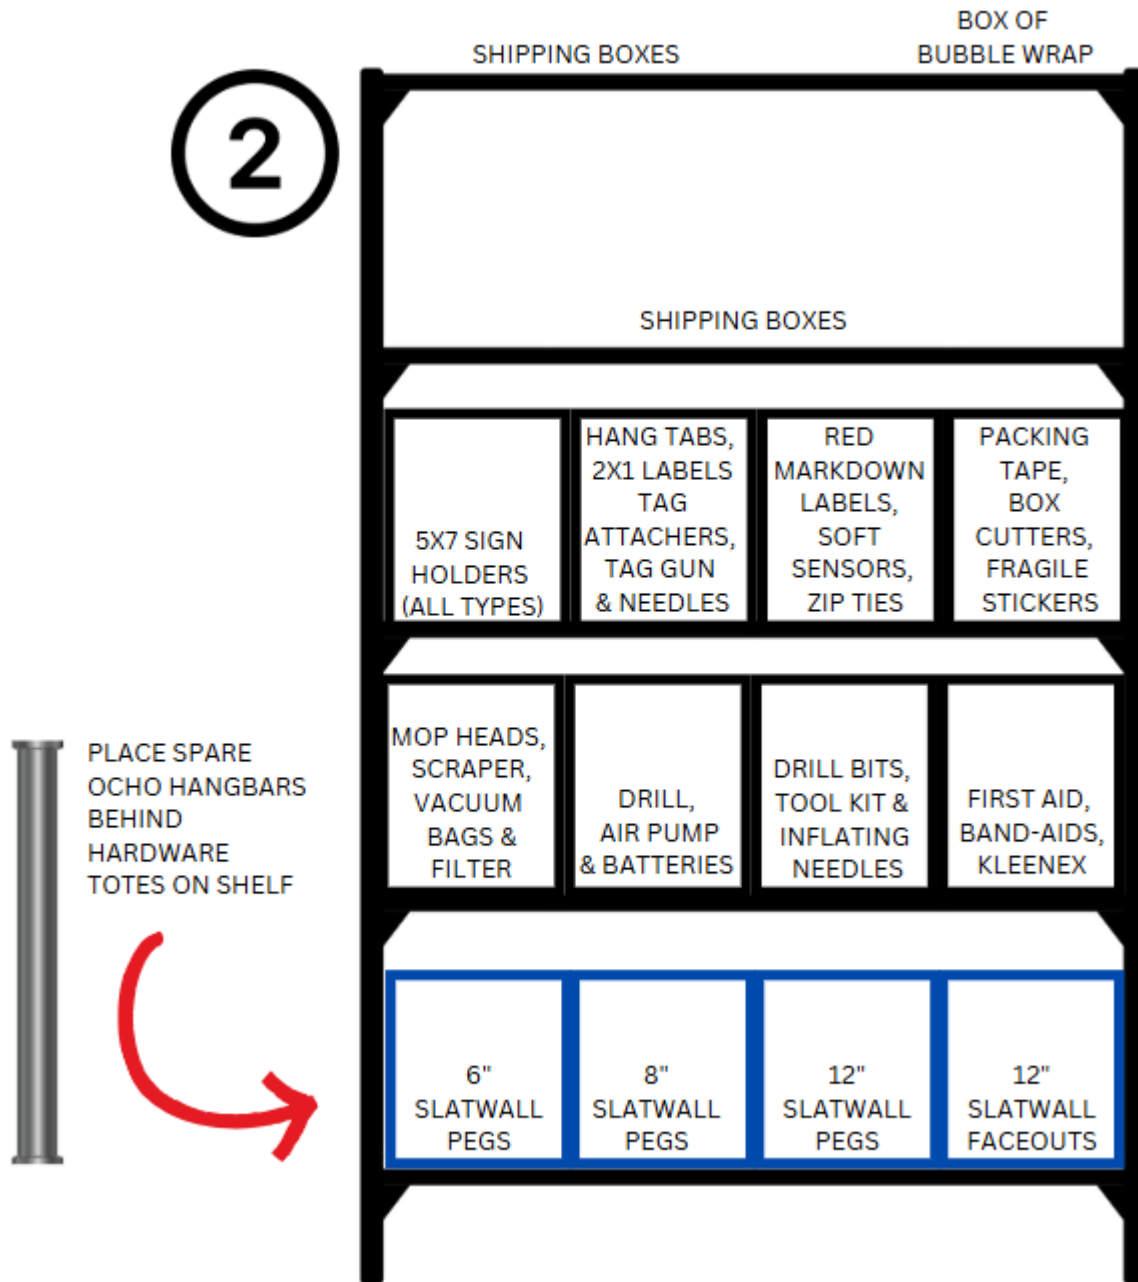 SHIPPING BOXES
BOX OF
BUBBLE WRAP
2
SHIPPING BOXES
5X7 SIGN
HOLDERS
(ALL TYPES)
HANG TABS,
2X1 LABELS
TAG
ATTACHERS,
TAG GUN
& NEEDLES
RED
MARKDOWN
LABELS,
SOFT
SENSORS,
ZIP TIES
PACKING
TAPE,
BOX
CUTTERS,
FRAGILE
STICKERS
MOP HEADS,
SCRAPER,
VACUUM
BAGS &
FILTER
DRILL,
AIR PUMP
& BATTERIES
DRILL BITS,
TOOL KIT &
INFLATING
NEEDLES
FIRST AID,
BAND-AIDS,
KLEENEX
PLACE SPARE
OCHO HANGBARS
BEHIND
HARDWARE
TOTES ON SHELF
6"
SLATWALL
PEGS
8"
SLATWALL
PEGS
12"
SLATWALL
PEGS
12"
SLATWALL
FACEOUTS